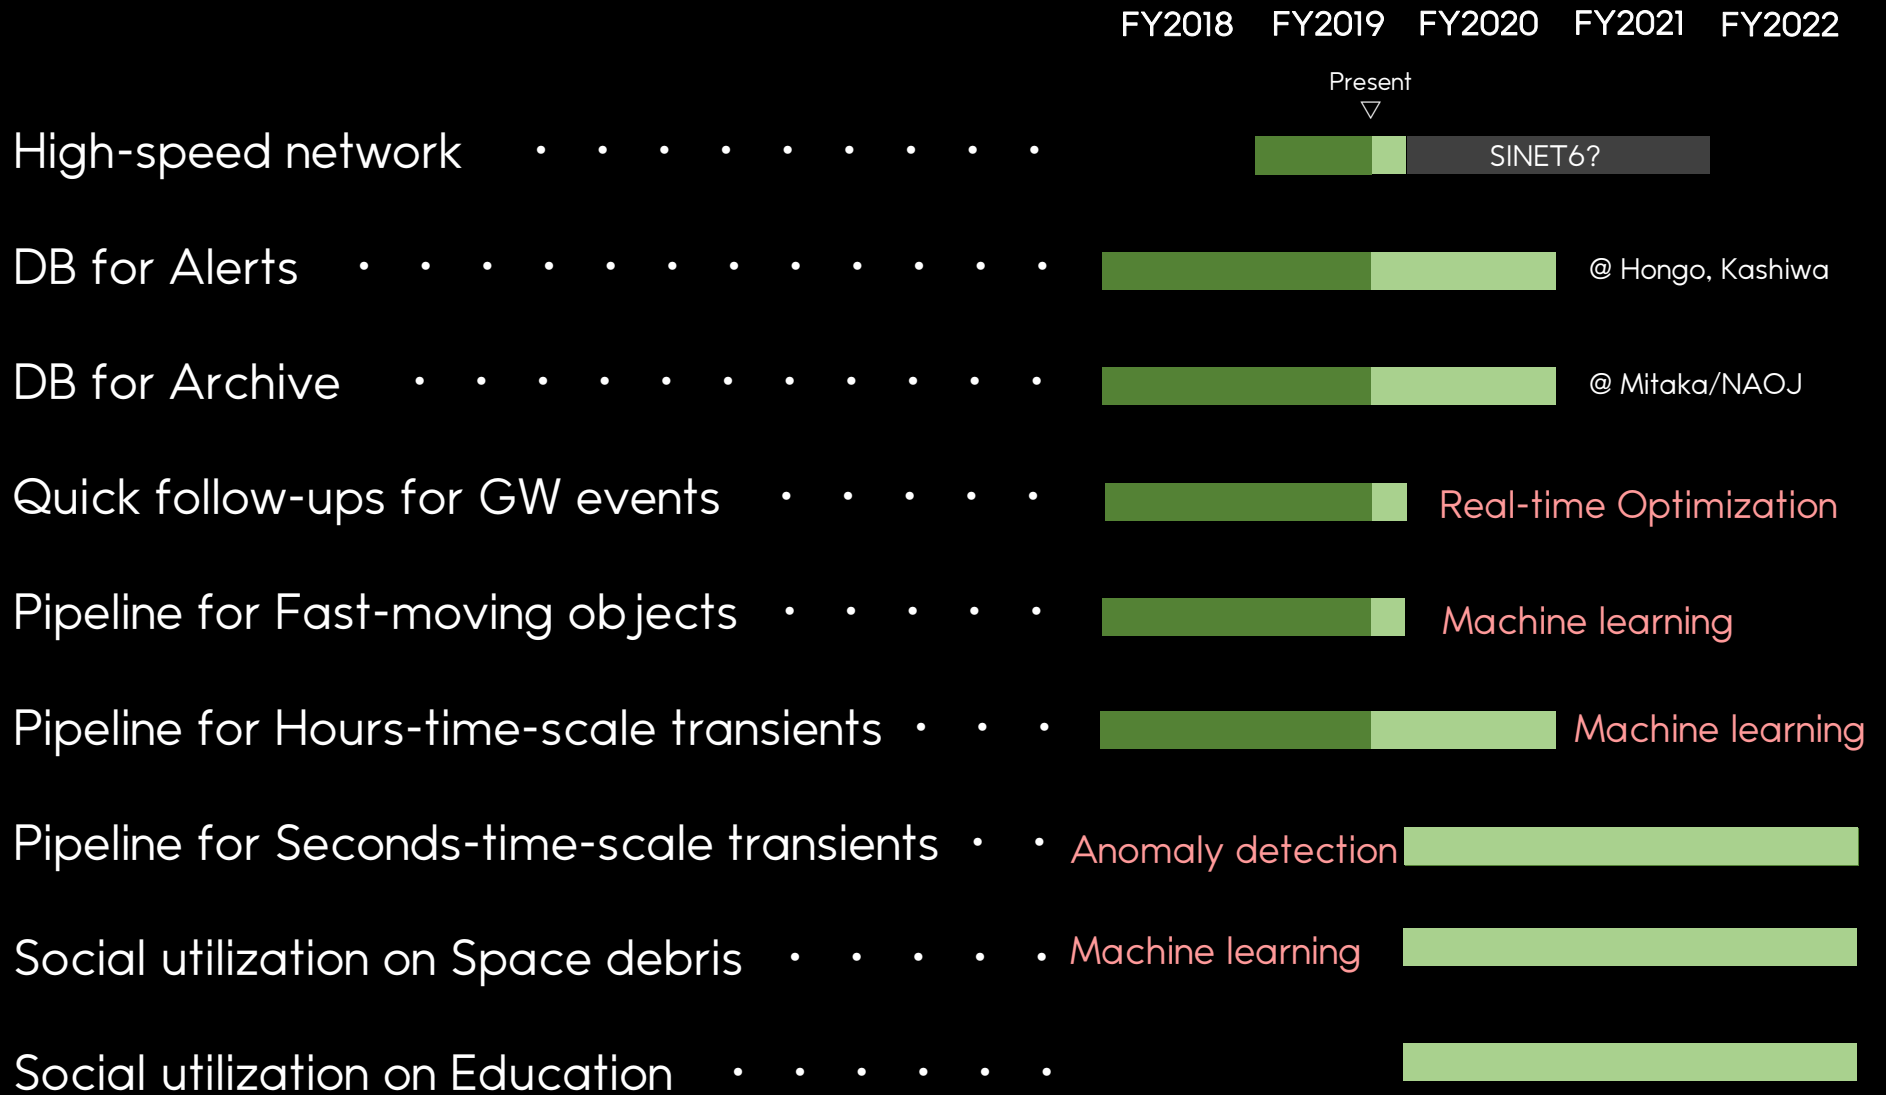 FY2018 FY2019 FY2020 FY2021 FY2022
Present
High-speed network · · · · · · · · · SINET6?
DB for Alerts · · · · · · · · · · · · @ Hongo, Kashiwa
DB for Archive · · · · · · · · · · · @ Mitaka/NAOJ
Quick follow-ups for GW events · · · · · Real-time Optimization
Pipeline for Fast-moving objects · · · · · Machine learning
Pipeline for Hours-time-scale transients · · · Machine learning
Pipeline for Seconds-time-scale transients · · Anomaly detection
Social utilization on Space debris · · · · · Machine learning
Social utilization on Education · · · · · ·